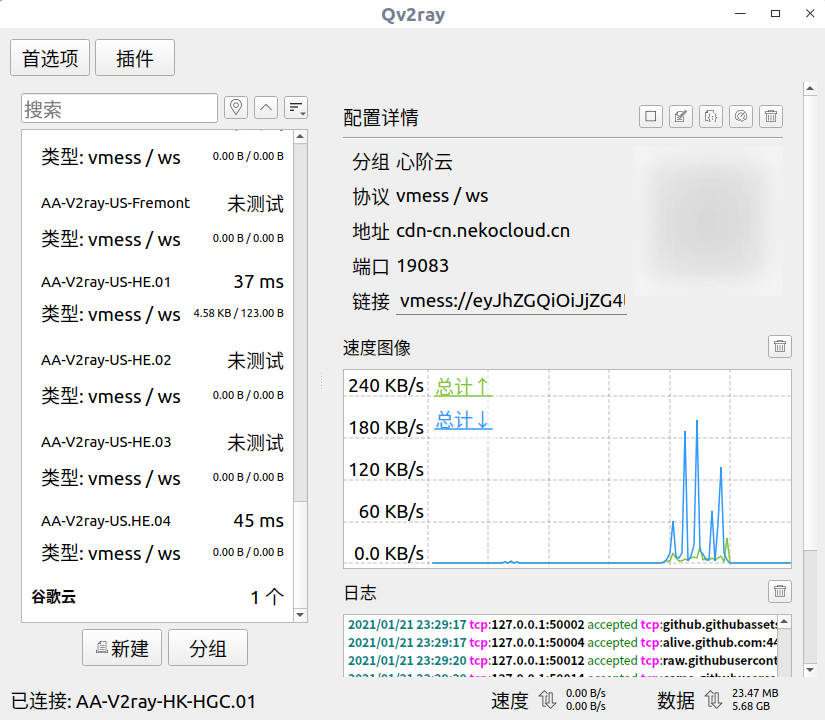 Qv2ray
首选项 插件
搜索
类型: vmess / ws 0.00 B / 0.00 B
AA-V2ray-US-Fremont 未测试
类型: vmess / ws 0.00 B / 0.00 B
AA-V2ray-US-HE.01 37 ms
类型: vmess / ws 4.58 KB / 123.00 B
AA-V2ray-US-HE.02 未测试
类型: vmess / ws 0.00 B / 0.00 B
AA-V2ray-US-HE.03 未测试
类型: vmess / ws 0.00 B / 0.00 B
AA-V2ray-US.HE.04 45 ms
类型: vmess / ws 0.00 B / 0.00 B
谷歌云 1 个
新建 分组
配置详情
分组 心阶云
协议 vmess / ws
地址 cdn-cn.nekocloud.cn
端口 19083
链接 vmess://eyJhZGQiOiJjZG4
速度图像
240 KB/s 总计↑
180 KB/s 总计↓
120 KB/s
60 KB/s
0.0 KB/s
日志
2021/01/21 23:29:17 tcp:127.0.0.1:50002 accepted tcp:github.githubassets
2021/01/21 23:29:17 tcp:127.0.0.1:50004 accepted tcp:alive.github.com:44
2021/01/21 23:29:20 tcp:127.0.0.1:50012 accepted tcp:raw.githubusercont
已连接: AA-V2ray-HK-HGC.01
速度 0.00 B/s
0.00 B/s
数据 23.47 MB
5.68 GB